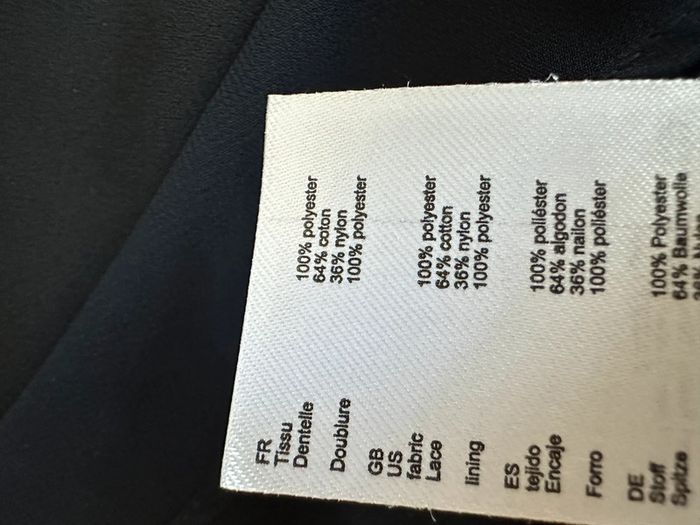 FR
Tissu 100% polyester
Dentelle 64% coton
36% nylon
Doublure 100% polyester
GB
US
fabric 100% polyester
Lace 64% cotton
36% nylon
lining 100% polyester
ES
tejido 100% poliéster
Encaje 64% algodon
36% nailon
Forro 100% poliéster
DE
Stoff 100% Polyester
Spitze 64% Baumwolle